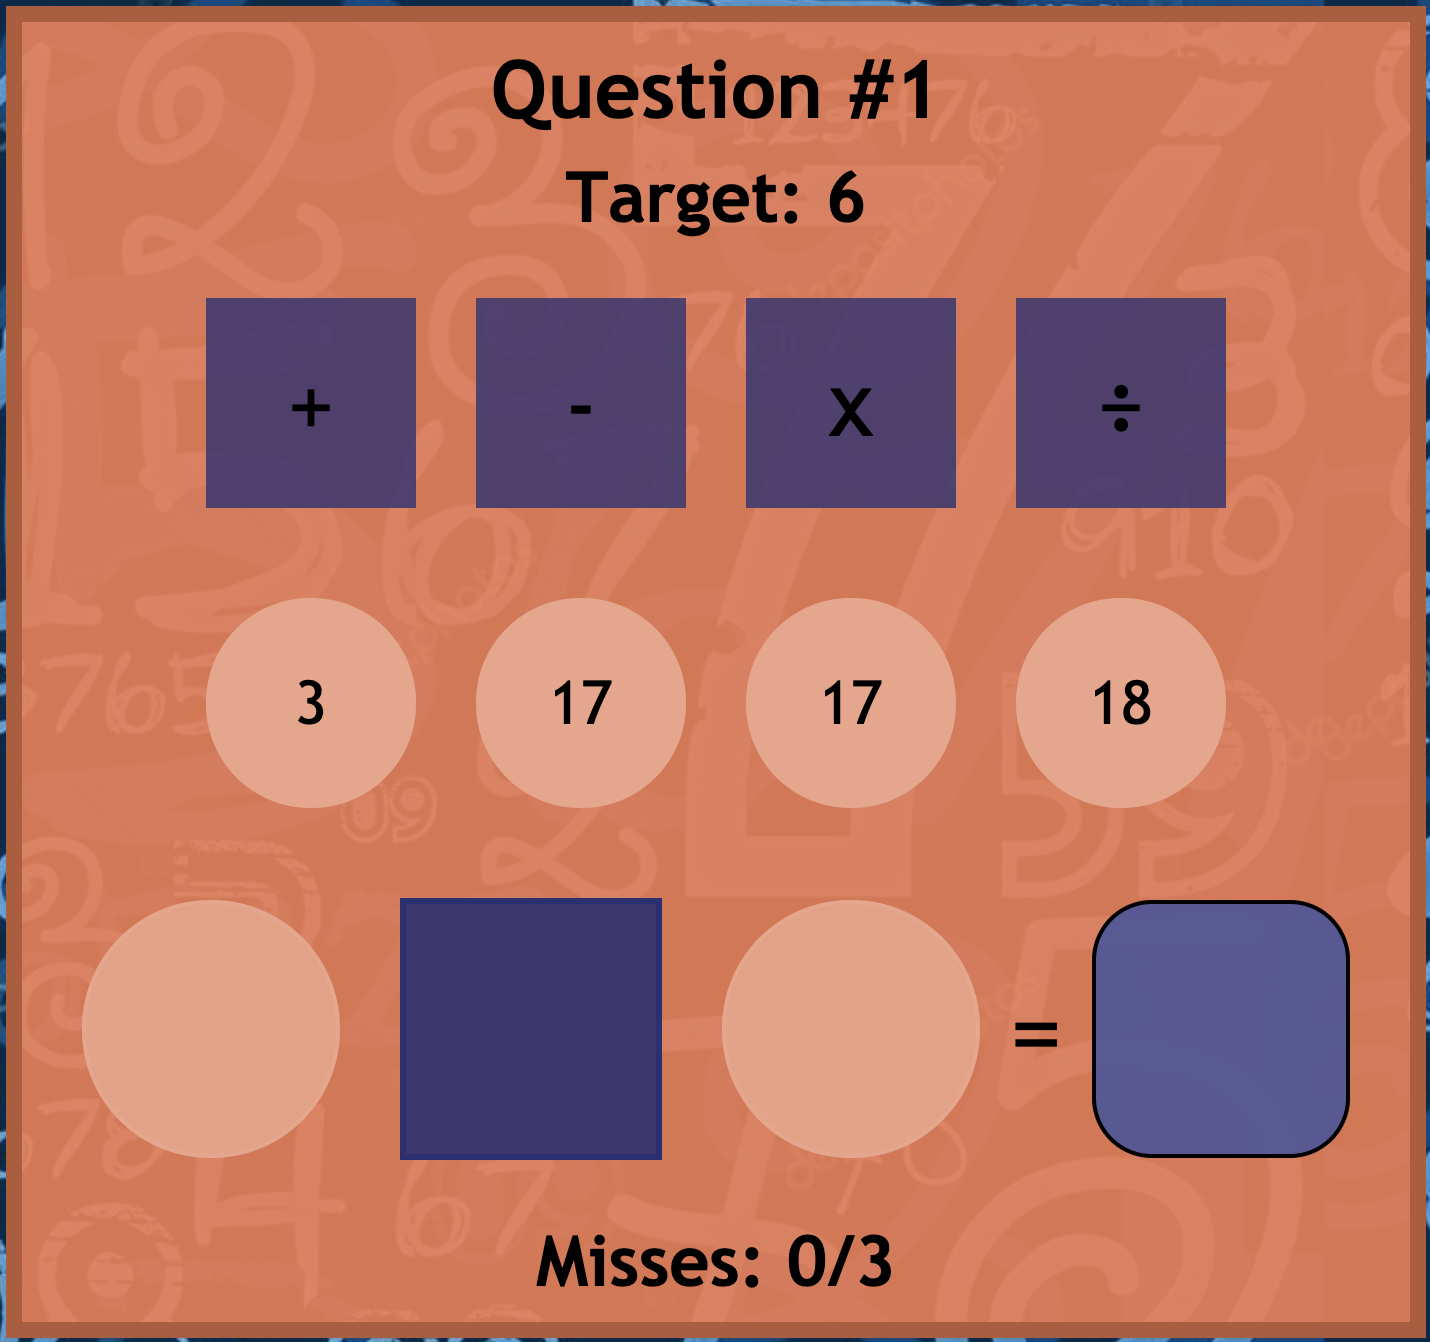 Question #1
Target: 6
+ - x ÷
3 17 17 18
=
Misses: 0/3